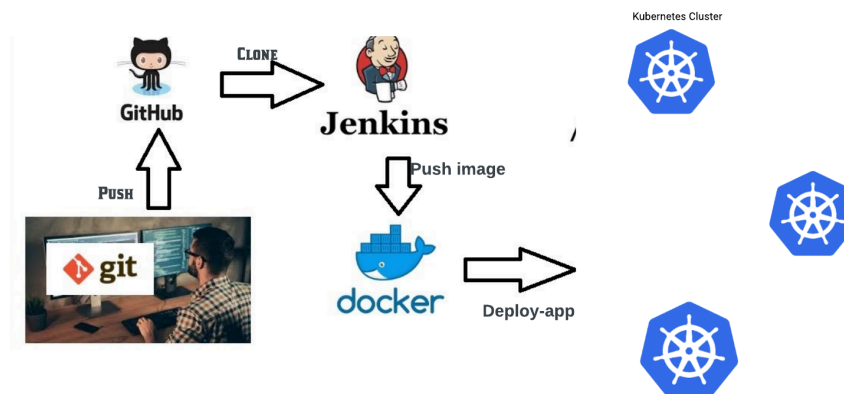 Kubernetes Cluster
CLONE
GitHub
Jenkins
Push image
PUSH
git
docker
Deploy-app